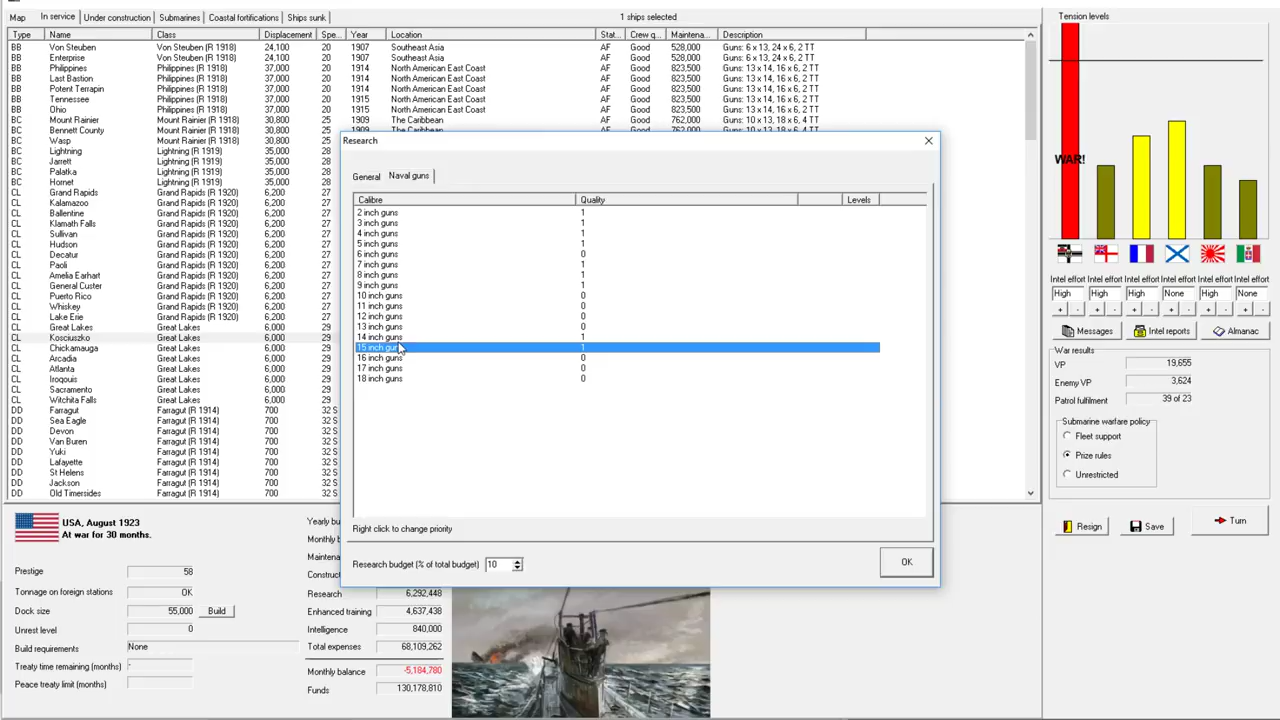 Map In service Under construction Submarines Coastal fortifications Ships sunk 1 ships selected
Type Name Class Displacement Spe... Year Location Stat... Crew q... Maintena... Description
BB Von Steuben Von Steuben (R 1918) 24,100 20 1907 Southeast Asia AF Good 528,000 Guns: 6 x 13, 24 x 6, 2 TT
BB Enterprise Von Steuben (R 1918) 24,100 20 1907 Southeast Asia AF Good 528,000 Guns: 6 x 13, 24 x 6, 2 TT
BB Philippines Philippines (R 1918) 37,000 20 1914 North American East Coast AF Good 823,500 Guns: 13 x 14, 16 x 6, 2 TT
BB Last Bastion Philippines (R 1918) 37,000 20 1914 North American East Coast AF Good 823,500 Guns: 13 x 14, 16 x 6, 2 TT
BB Potent Terrapin Philippines (R 1918) 37,000 20 1914 North American East Coast AF Good 823,500 Guns: 13 x 14, 16 x 6, 2 TT
BB Tennessee Philippines (R 1918) 37,000 20 1915 North American East Coast AF Good 823,500 Guns: 13 x 14, 16 x 6, 2 TT
BB Ohio Philippines (R 1918) 37,000 20 1915 North American East Coast AF Good 823,500 Guns: 13 x 14, 16 x 6, 2 TT
BC Mount Rainier Mount Rainier (R 1918) 30,800 25 1909 The Caribbean AF Good 762,000 Guns: 10 x 13, 18 x 6, 4 TT
BC Bennett County Mount Rainier (R 1918) 30,800 25
BC Wasp Mount Rainier (R 1918) 30,800 25
BC Lightning Lightning (R 1919) 35,000 28
BC Jarrett Lightning (R 1919) 35,000 28
BC Palatka Lightning (R 1919) 35,000 28
BC Hornet Lightning (R 1919) 35,000 28
CL Grand Rapids Grand Rapids (R 1920) 6,200 27
CL Kalamazoo Grand Rapids (R 1920) 6,200 27
CL Ballentine Grand Rapids (R 1920) 6,200 27
CL Klamath Falls Grand Rapids (R 1920) 6,200 27
CL Sullivan Grand Rapids (R 1920) 6,200 27
CL Hudson Grand Rapids (R 1920) 6,200 27
CL Decatur Grand Rapids (R 1920) 6,200 27
CL Paoli Grand Rapids (R 1920) 6,200 27
CL Amelia Earhart Grand Rapids (R 1920) 6,200 27
CL General Custer Grand Rapids (R 1920) 6,200 27
CL Puerto Rico Grand Rapids (R 1920) 6,200 27
CL Whiskey Grand Rapids (R 1920) 6,200 27
CL Lake Erie Grand Rapids (R 1920) 6,200 27
CL Great Lakes Great Lakes 6,000 29
CL Kosciuszko Great Lakes 6,000 29
CL Chickamauga Great Lakes 6,000 29
CL Arcadia Great Lakes 6,000 29
CL Atlanta Great Lakes 6,000 29
CL Iroquois Great Lakes 6,000 29
CL Sacramento Great Lakes 6,000 29
CL Witchita Falls Great Lakes 6,000 29
DD Farragut Farragut (R 1914) 700 32 S
DD Sea Eagle Farragut (R 1914) 700 32 S
DD Devon Farragut (R 1914) 700 32 S
DD Van Buren Farragut (R 1914) 700 32 S
DD Yuki Farragut (R 1914) 700 32 S
DD Lafayette Farragut (R 1914) 700 32 S
DD St Helens Farragut (R 1914) 700 32 S
DD Jackson Farragut (R 1914) 700 32 S
DD Old Timersides Farragut (R 1914) 700 32 S
Research
General Naval guns
Calibre Quality Levels
2 inch guns 1
3 inch guns 1
4 inch guns 1
5 inch guns 1
6 inch guns 0
7 inch guns 1
8 inch guns 1
9 inch guns 1
10 inch guns 0
11 inch guns 0
12 inch guns 0
13 inch guns 0
14 inch guns 1
15 inch guns 1
16 inch guns 0
17 inch guns 0
18 inch guns 0
Right click to change priority
Research budget (% of total budget) 10
OK
USA, August 1923
At war for 30 months.
Prestige 58
Tonnage on foreign stations OK
Dock size 55,000 Build
Unrest level 0
Build requirements None
Treaty time remaining (months) -
Peace treaty limit (months)
Yearly bu
Monthly b
Maintenan
Construc
Research 6,292,448
Enhanced training 4,637,438
Intelligence 840,000
Total expenses 68,109,262
Monthly balance -5,184,780
Funds 130,178,810
Tension levels
WAR!
Intel effort Intel effort Intel effort Intel effort Intel effort Intel effort
High High High None High None
+ - + - + - + - + - + -
Messages Intel reports Almanac
War results
VP 19,655
Enemy VP 3,624
Patrol fulfilment 39 of 23
Submarine warfare policy
Fleet support
Prize rules
Unrestricted
Resign Save Turn